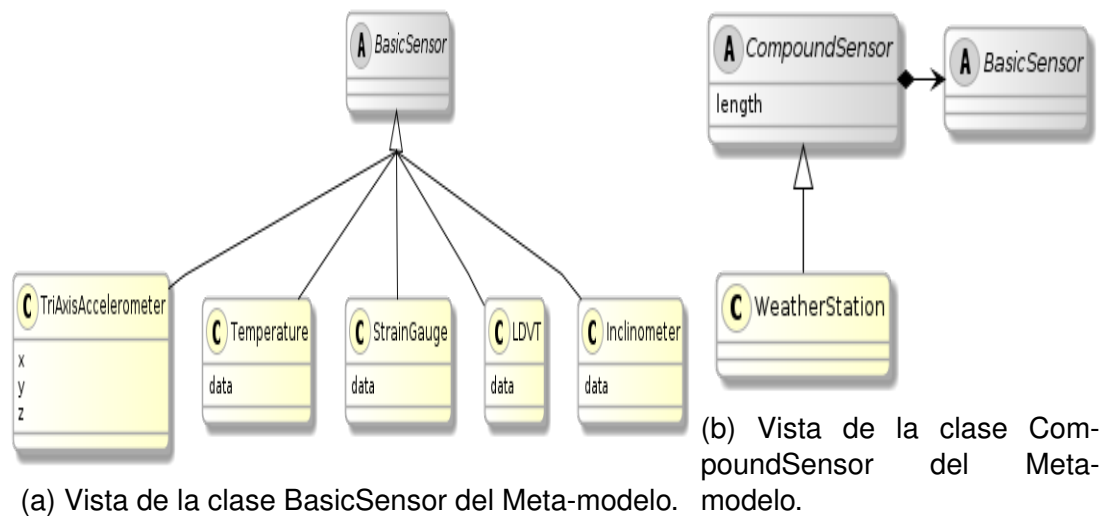 A BasicSensor
C TriAxisAccelerometer
x
y
z
C Temperature
data
C StrainGauge
data
C LDVT
data
C Inclinometer
data
(a) Vista de la clase BasicSensor del Meta-modelo.
A CompoundSensor
length
A BasicSensor
C WeatherStation
(b) Vista de la clase Com-
poundSensor del Meta-
modelo.